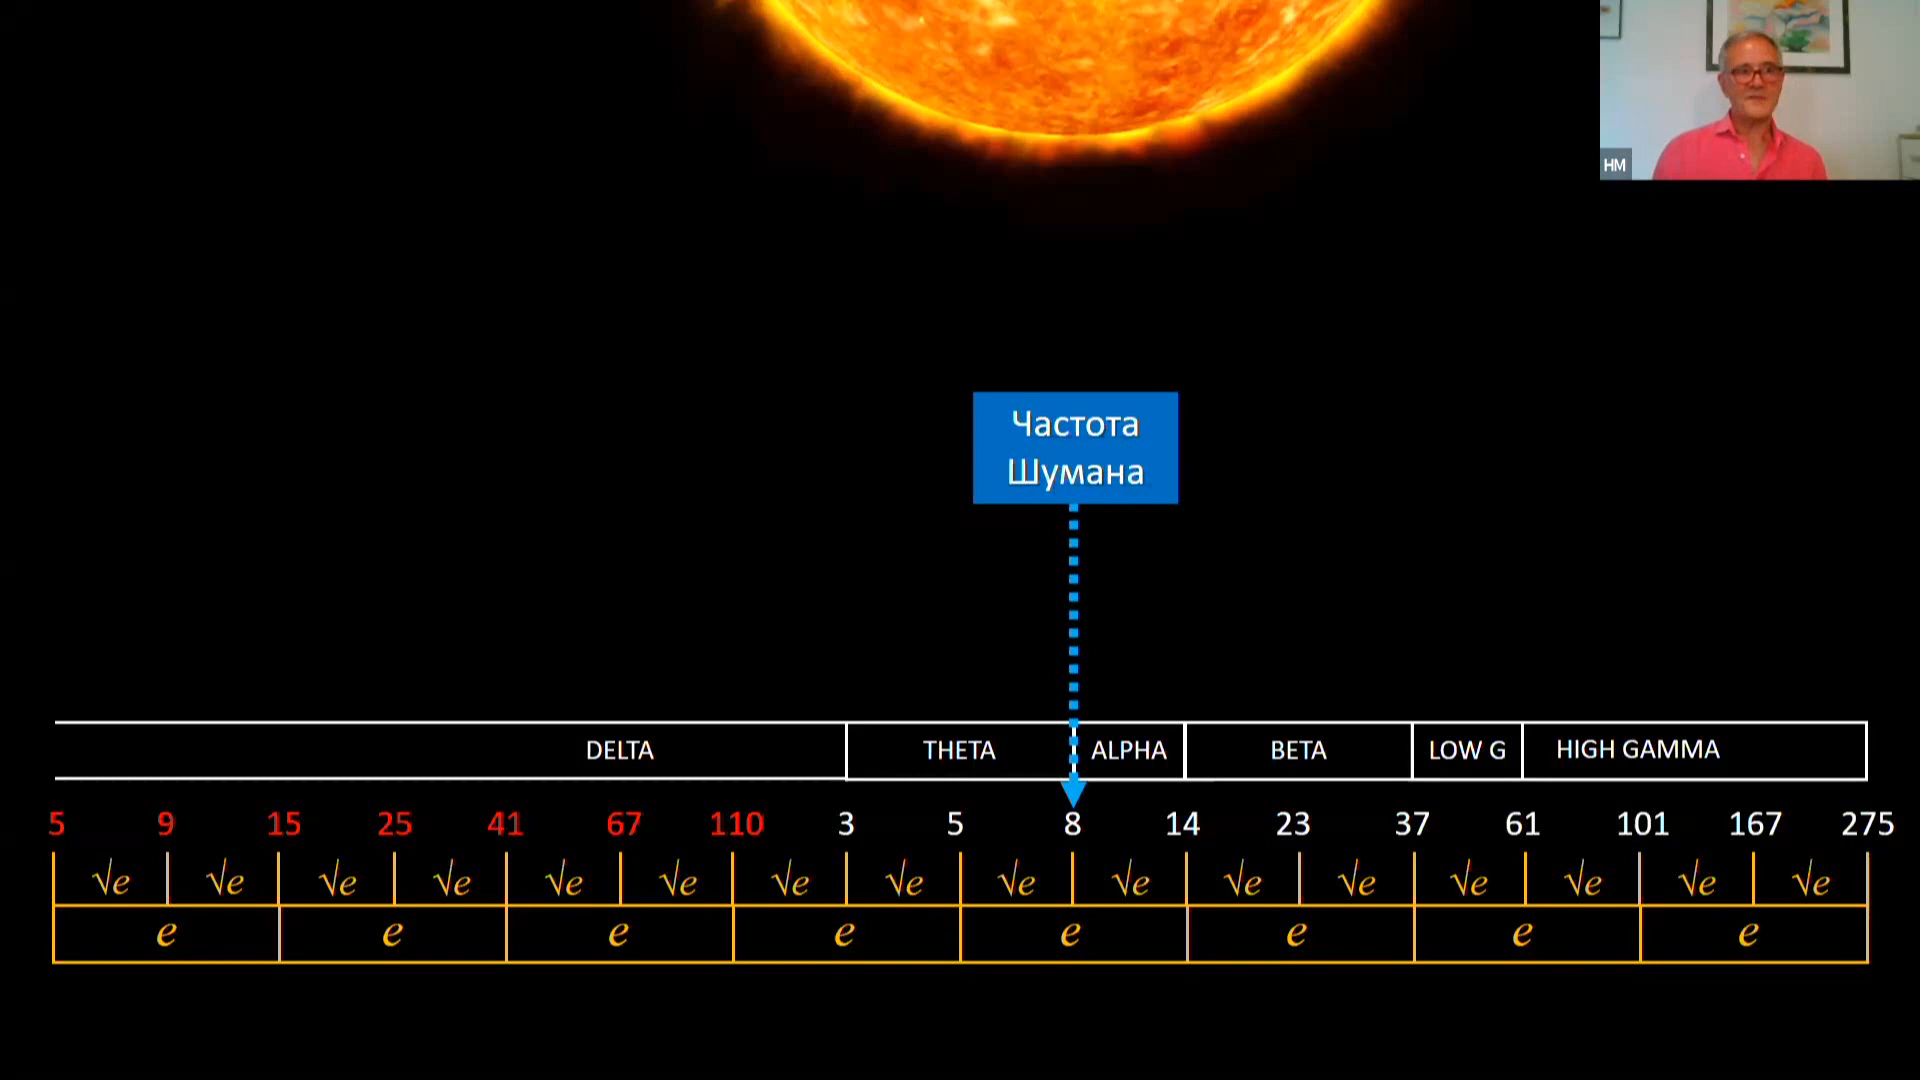 HM
Частота
Шумана
DELTA THETA ALPHA BETA LOW G HIGH GAMMA
5 9 15 25 41 67 110 3 5 8 14 23 37 61 101 167 275
√e √e √e √e √e √e √e √e √e √e √e √e √e √e √e √e
e e e e e e e e